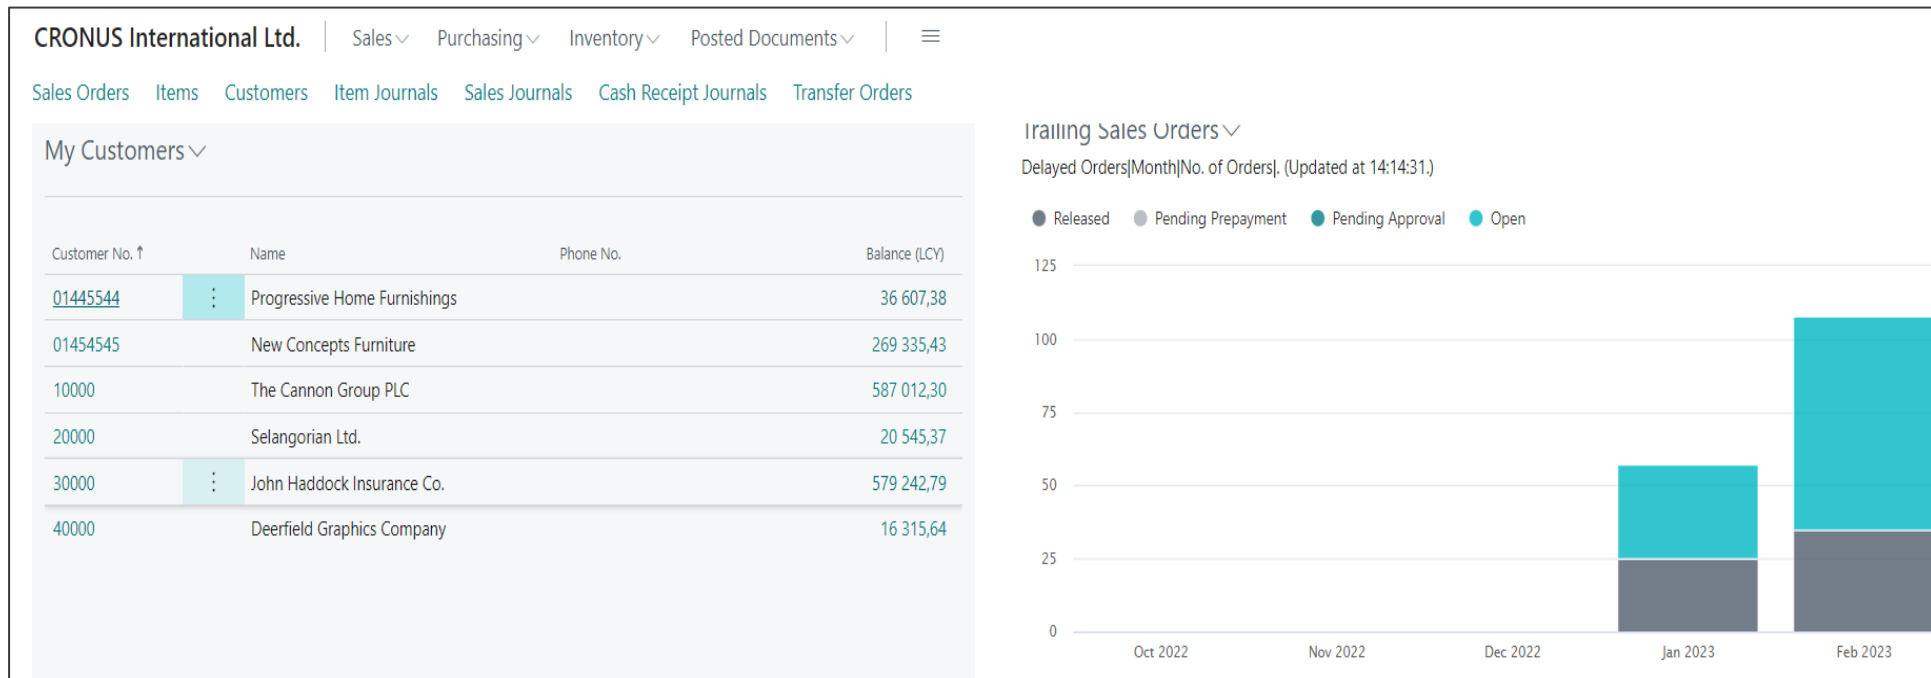 CRONUS International Ltd. Sales Purchasing Inventory Posted Documents
Sales Orders Items Customers Item Journals Sales Journals Cash Receipt Journals Transfer Orders
My Customers
Customer No. ↑ Name Phone No. Balance (LCY)
01445544 Progressive Home Furnishings 36 607,38
01454545 New Concepts Furniture 269 335,43
10000 The Cannon Group PLC 587 012,30
20000 Selangorian Ltd. 20 545,37
30000 John Haddock Insurance Co. 579 242,79
40000 Deerfield Graphics Company 16 315,64
Trailing Sales Orders
Delayed Orders|Month|No. of Orders|. (Updated at 14:14:31.)
Released Pending Prepayment Pending Approval Open
125
100
75
50
25
0
Oct 2022 Nov 2022 Dec 2022 Jan 2023 Feb 2023